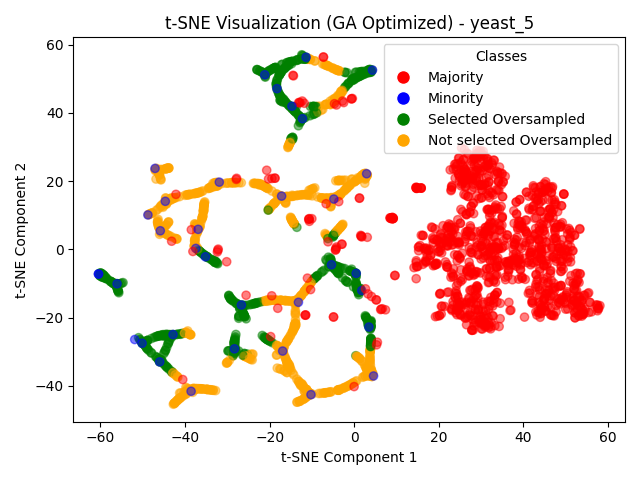 t-SNE Visualization (GA Optimized) - yeast_5
Classes
Majority
Minority
Selected Oversampled
Not selected Oversampled
t-SNE Component 2
60
40
20
0
−20
−40
−60
−40
−20
0
20
40
60
t-SNE Component 1